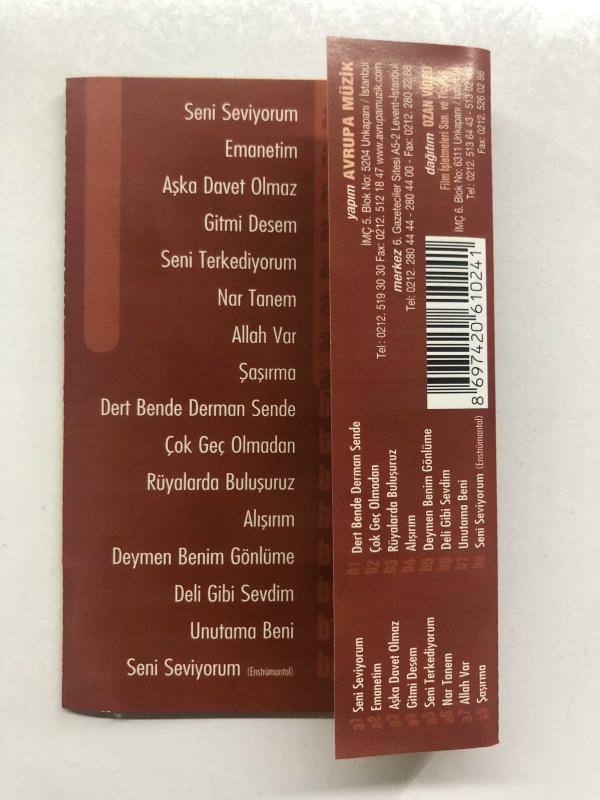 Seni Seviyorum
Emanetim
Aşka Davet Olmaz
Gitmi Desem
Seni Terkediyorum
Nar Tanem
Allah Var
Şaşırma
Dert Bende Derman Sende
Çok Geç Olmadan
Rüyalarda Buluşuruz
Alışırım
Deymen Benim Gönlüme
Deli Gibi Sevdim
Unutama Beni
Seni Seviyorum (Enstrümantal)
yapım AVRUPA MÜZİK
İMÇ 5. Blok No: 5204 Unkapanı / İstanbul
Tel: 0212. 519 30 30 Fax: 0212. 512 18 47 www.avrupamuzik.com
merkez 6. Gazeteciler Sitesi A5-2 Levent-İstanbul
Tel: 0212. 280 44 44 - 280 44 00 - Fax: 0212. 280 22 88
dağıtım OZAN VİDEO
Film İşletmeleri San. ve Tic.
İMÇ 6. Blok No: 6311 Unkapanı / İstanbul
Tel: 0212. 513 64 43 - 513
Fax: 0212. 526 02 86
8 697420 610241
b1 Dert Bende Derman Sende
b2 Çok Geç Olmadan
b3 Rüyalarda Buluşuruz
b4 Alışırım
b5 Deymen Benim Gönlüme
b6 Deli Gibi Sevdim
b7 Unutama Beni
b8 Seni Seviyorum (Enstrümantal)
a1 Seni Seviyorum
a2 Emanetim
a3 Aşka Davet Olmaz
a4 Gitmi Desem
a5 Seni Terkediyorum
a6 Nar Tanem
a7 Allah Var
a8 Şaşırma